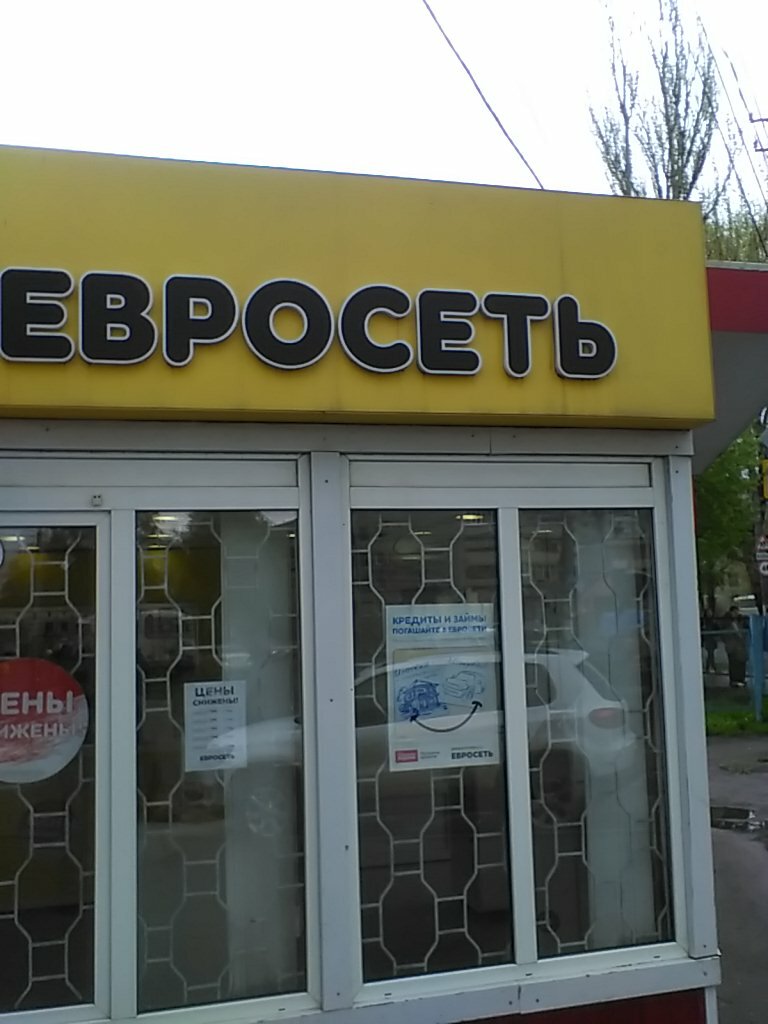 ЕВРОСЕТЬ
КРЕДИТЫ И ЗАЙМЫ
ПОГАШАЙТЕ В ЕВРОСЕТИ
ЕВРОСЕТЬ
ЦЕНЫ
СНИЖЕНЫ!
ЕВРОСЕТЬ
ЕНЫ
ИЖЕНЫ